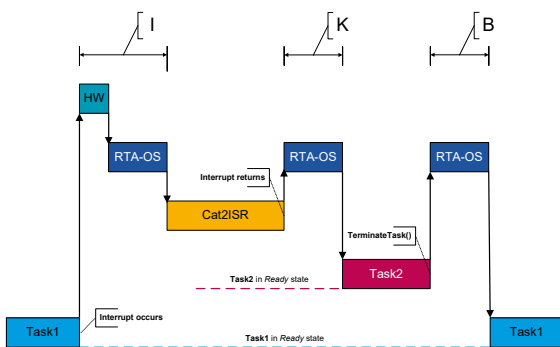 I
K
B
HW
RTA-OS
RTA-OS
RTA-OS
Interrupt returns
Cat2ISR
TerminateTask()
Task2
Task2 in Ready state
Task1
Interrupt occurs
Task1
Task1 in Ready state